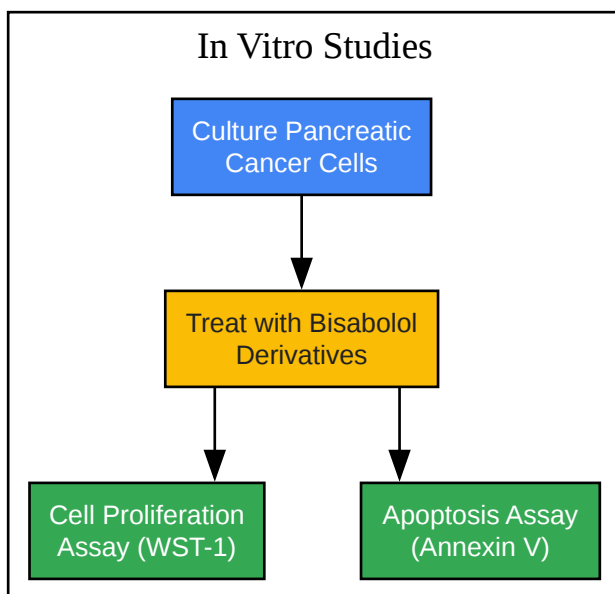 In Vitro Studies
Culture Pancreatic
Cancer Cells
Treat with Bisabolol
Derivatives
Cell Proliferation
Assay (WST-1)
Apoptosis Assay
(Annexin V)